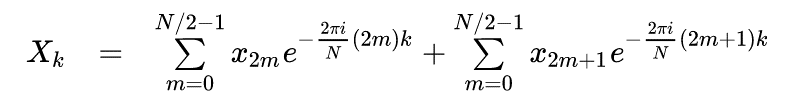 X_k = \sum_{m=0}^{N/2-1} x_{2m} e^{-\frac{2\pi i}{N}(2m)k} + \sum_{m=0}^{N/2-1} x_{2m+1} e^{-\frac{2\pi i}{N}(2m+1)k}